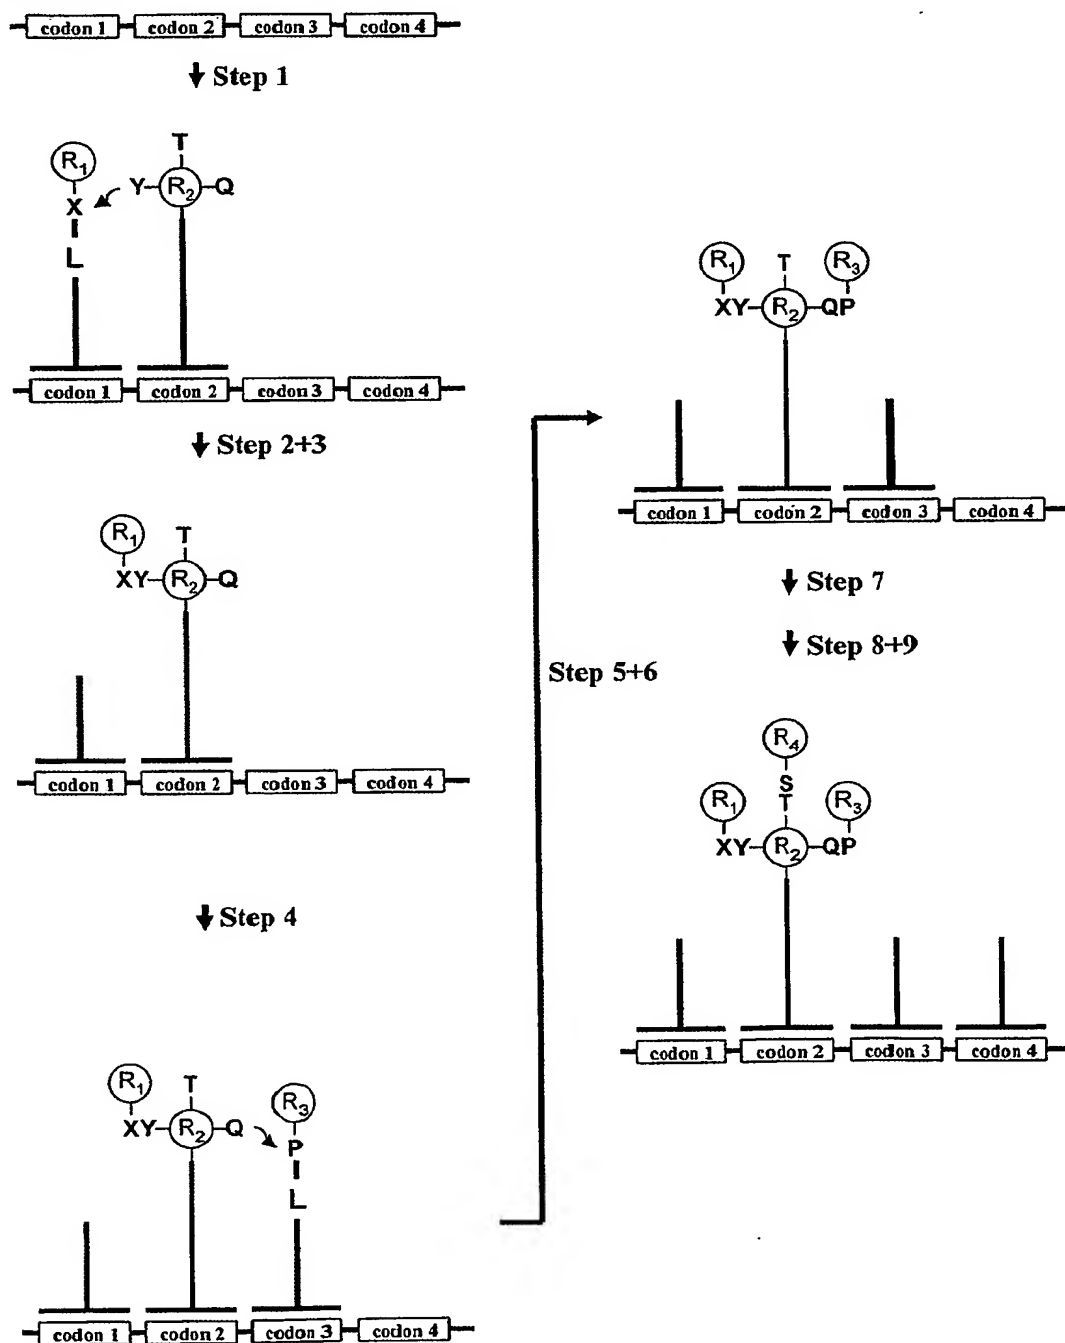 codon 1 codon 2 codon 3 codon 4
Step 1
T
R1 Y R2 Q
X
L
codon 1 codon 2 codon 3 codon 4
Step 2+3
R1 T
XY R2 Q
codon 1 codon 2 codon 3 codon 4
Step 4
R1 T R3
XY R2 Q P
L
codon 1 codon 2 codon 3 codon 4
Step 5+6
R1 T R3
XY R2 QP
codon 1 codon 2 codon 3 codon 4
Step 7
Step 8+9
R4
S
R1 T R3
XY R2 QP
codon 1 codon 2 codon 3 codon 4